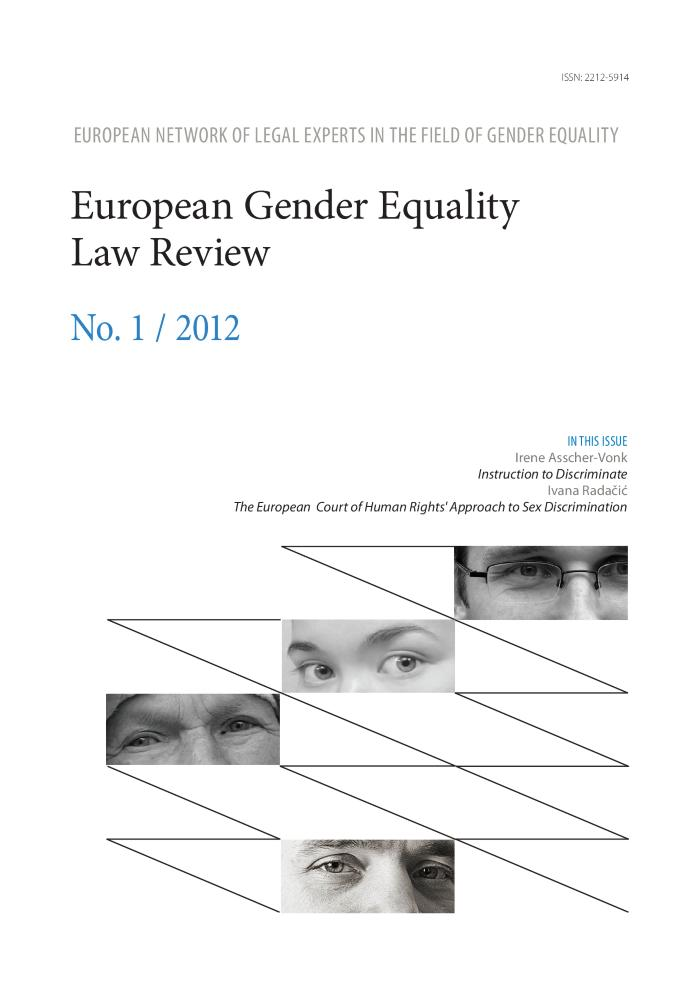 ISSN: 2212-5914
EUROPEAN NETWORK OF LEGAL EXPERTS IN THE FIELD OF GENDER EQUALITY
European Gender Equality
Law Review
No. 1 / 2012
IN THIS ISSUE
Irene Asscher-Vonk
Instruction to Discriminate
Ivana Radačić
The European Court of Human Rights' Approach to Sex Discrimination